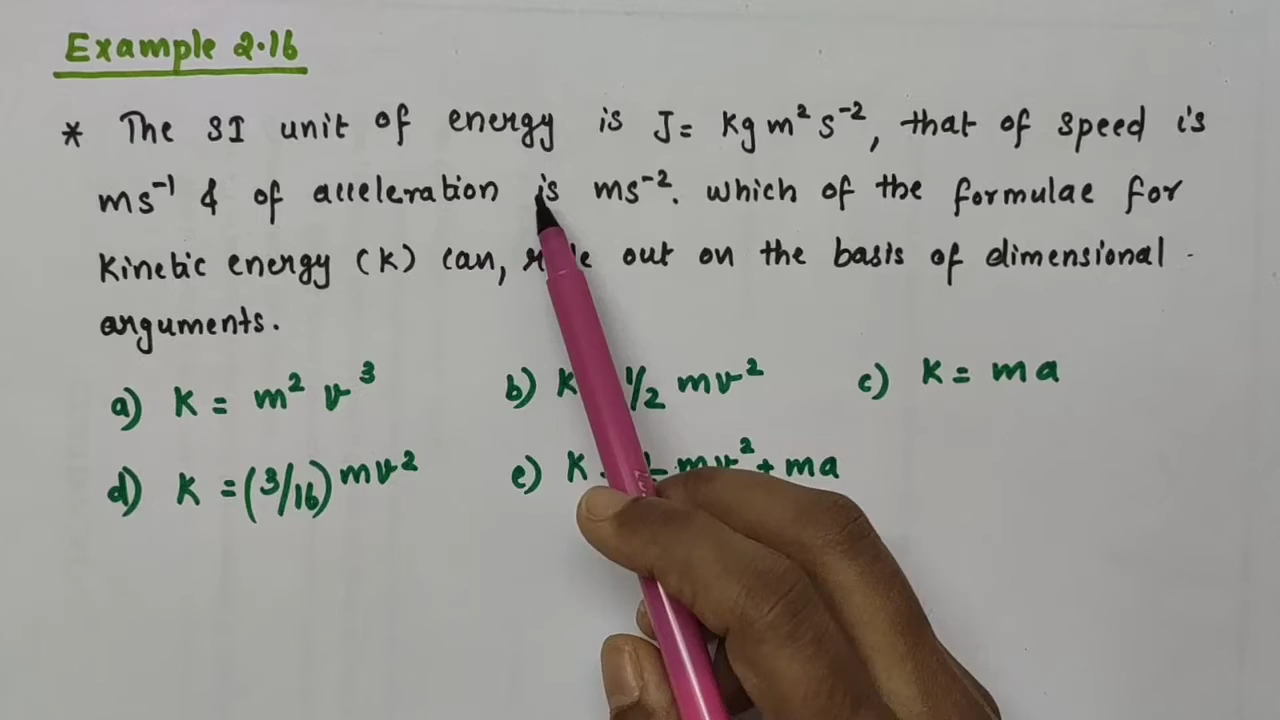 Example 2.16
* The SI unit of energy is J= kg m² s⁻², that of speed is
ms⁻¹ & of acceleration is ms⁻². which of the formulae for
kinetic energy (k) can, out on the basis of dimensional
arguments.
a) K = m² v³ b) K 1/2 mv² c) K = ma
d) K = (3/16) mv² e) K mv² + ma